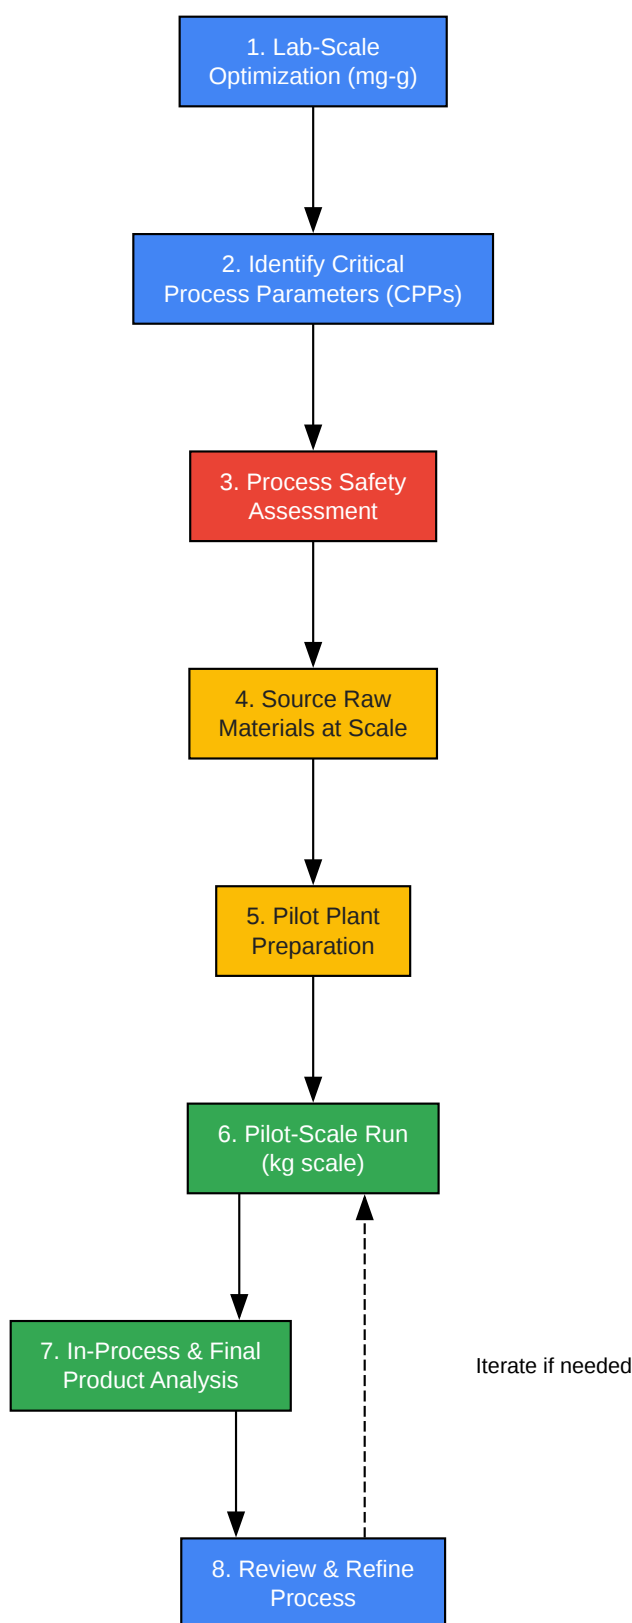 1. Lab-Scale
Optimization (mg-g)
2. Identify Critical
Process Parameters (CPPs)
3. Process Safety
Assessment
4. Source Raw
Materials at Scale
5. Pilot Plant
Preparation
6. Pilot-Scale Run
(kg scale)
7. In-Process & Final
Product Analysis
Iterate if needed
8. Review & Refine
Process